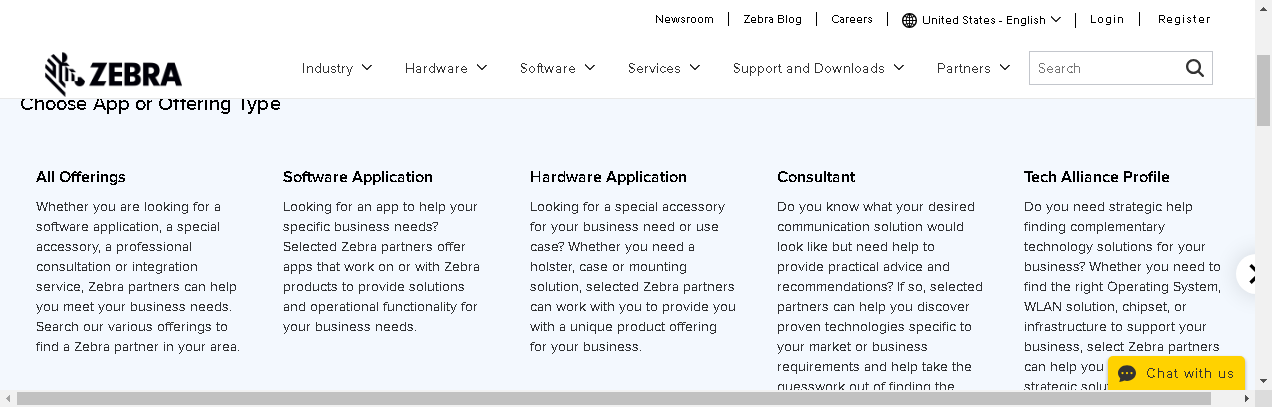 Newsroom
Zebra Blog
Careers
United States - English
Login
Register
ZEBRA
Industry
Hardware
Software
Services
Support and Downloads
Partners
Search
Choose App or Offering Type
All Offerings
Whether you are looking for a
software application, a special
accessory, a professional
consultation or integration
service, Zebra partners can help
you meet your business needs.
Search our various offerings to
find a Zebra partner in your area.
Software Application
Looking for an app to help your
specific business needs?
Selected Zebra partners offer
apps that work on or with Zebra
products to provide solutions
and operational functionality for
your business needs.
Hardware Application
Looking for a special accessory
for your business need or use
case? Whether you need a
holster, case or mounting
solution, selected Zebra partners
can work with you to provide you
with a unique product offering
for your business.
Consultant
Do you know what your desired
communication solution would
look like but need help to
provide practical advice and
recommendations? If so, selected
partners can help you discover
proven technologies specific to
your market or business
requirements and help take the
guesswork out of finding the
Tech Alliance Profile
Do you need strategic help
finding complementary
technology solutions for your
business? Whether you need to
find the right Operating System,
WLAN solution, chipset, or
infrastructure to support your
business, select Zebra partners
can help you
strategic
Chat with us